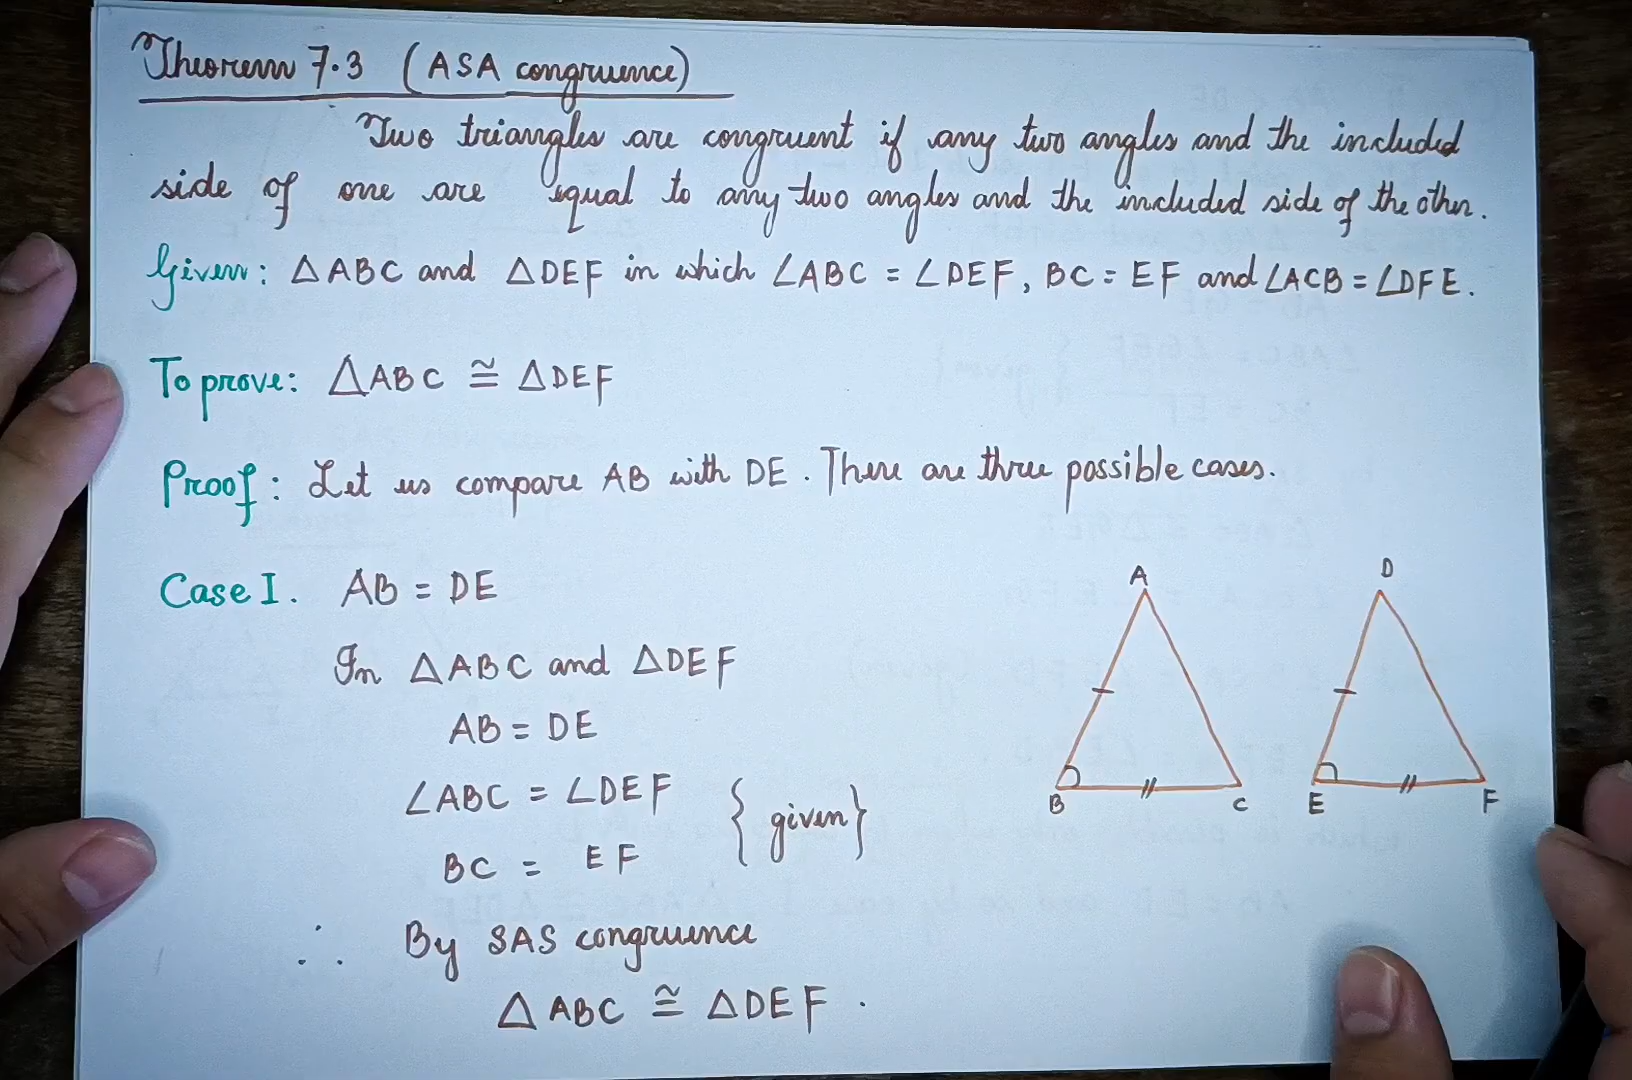 Theorem 7.3 (ASA congruence)
Two triangles are congruent if any two angles and the included
side of one are equal to any two angles and the included side of the other.
Given: △ABC and △DEF in which ∠ABC = ∠DEF, BC = EF and ∠ACB = ∠DFE.
To prove: △ABC ≅ △DEF
Proof: Let us compare AB with DE. There are three possible cases.
Case I. AB = DE
In △ABC and △DEF
AB = DE
∠ABC = ∠DEF
{given}
BC = EF
∴ By SAS congruence
△ABC ≅ △DEF.
A
D
B
C
E
F